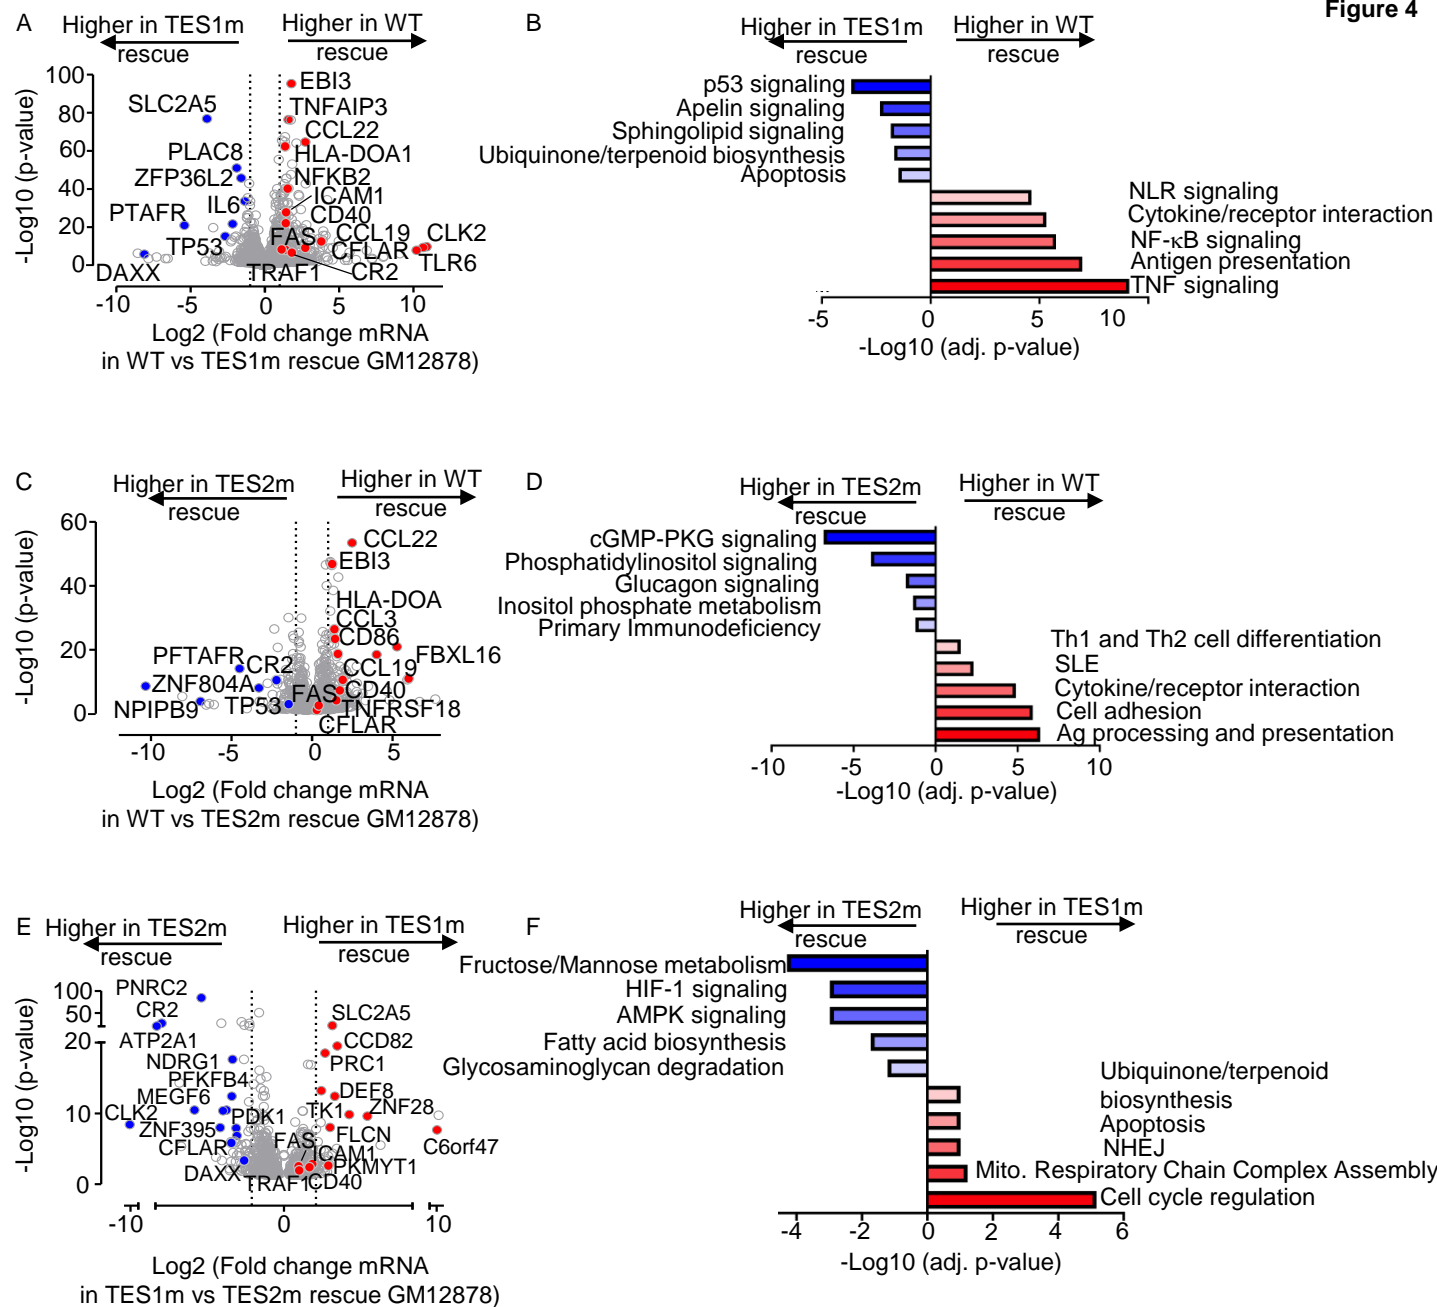 Figure 4
A
Higher in TES1m
rescue
Higher in WT
rescue
-Log10 (p-value)
100
80
60
40
20
0
EBI3
SLC2A5
TNFAIP3
CCL22
PLAC8
HLA-DOA1
ZFP36L2
NFKB2
ICAM1
IL6
PTAFR
CD40
FAS
CCL19
CLK2
TP53
CFLAR
TLR6
DAXX
TRAF1
CR2
-10
-5
0
5
10
Log2 (Fold change mRNA
in WT vs TES1m rescue GM12878)
B
Higher in TES1m
rescue
Higher in WT
rescue
p53 signaling
Apelin signaling
Sphingolipid signaling
Ubiquinone/terpenoid biosynthesis
Apoptosis
NLR signaling
Cytokine/receptor interaction
NF-κB signaling
Antigen presentation
TNF signaling
-5
0
5
10
-Log10 (adj. p-value)
C
Higher in TES2m
rescue
Higher in WT
rescue
-Log10 (p-value)
60
40
20
0
CCL22
EBI3
HLA-DOA
CCL3
CD86
PFTAFR
CR2
FBXL16
CCL19
ZNF804A
FAS
CD40
NPIPB9
TP53
TNFRSF18
CFLAR
-10
-5
0
5
Log2 (Fold change mRNA
in WT vs TES2m rescue GM12878)
D
Higher in TES2m
rescue
Higher in WT
rescue
cGMP-PKG signaling
Phosphatidylinositol signaling
Glucagon signaling
Inositol phosphate metabolism
Primary Immunodeficiency
Th1 and Th2 cell differentiation
SLE
Cytokine/receptor interaction
Cell adhesion
Ag processing and presentation
-10
-5
0
5
10
-Log10 (adj. p-value)
E
Higher in TES2m
rescue
Higher in TES1m
rescue
-Log10 (p-value)
100
50
20
10
0
PNRC2
CR2
SLC2A5
ATP2A1
CCD82
NDRG1
PRC1
PFKFB4
MEGF6
DEF8
CLK2
TK1
ZNF28
ZNF395
PDK1
FAS
FLCN
CFLAR
ICAM1
C6orf47
DAXX
PKMYT1
TRAF1
CD40
-10
0
10
Log2 (Fold change mRNA
in TES1m vs TES2m rescue GM12878)
F
Higher in TES2m
rescue
Higher in TES1m
rescue
Fructose/Mannose metabolism
HIF-1 signaling
AMPK signaling
Fatty acid biosynthesis
Glycosaminoglycan degradation
Ubiquinone/terpenoid
biosynthesis
Apoptosis
NHEJ
Mito. Respiratory Chain Complex Assembly
Cell cycle regulation
-4
-2
0
2
4
6
-Log10 (adj. p-value)